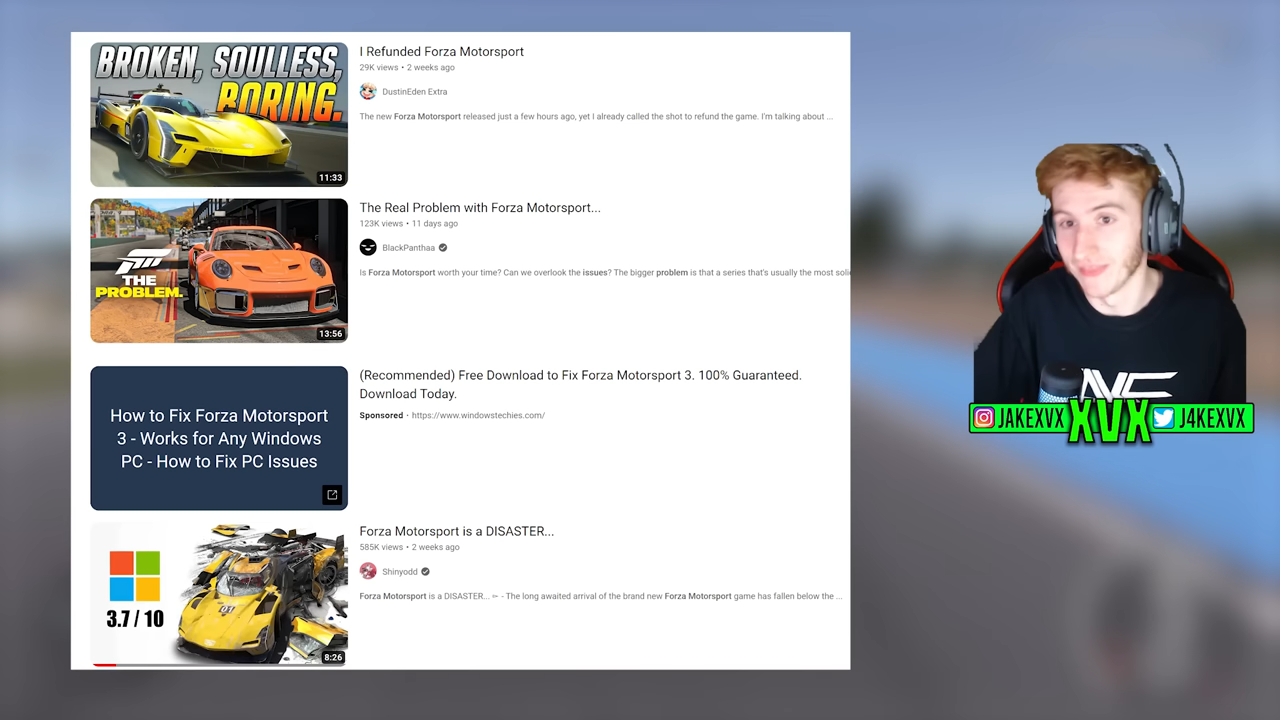 BROKEN, SOULLESS,
BORING.
11:33
I Refunded Forza Motorsport
29K views • 2 weeks ago
DustinEden Extra
The new Forza Motorsport released just a few hours ago, yet I already called the shot to refund the game. I'm talking about ...
THE
PROBLEM.
13:56
The Real Problem with Forza Motorsport...
123K views • 11 days ago
BlackPanthaa
Is Forza Motorsport worth your time? Can we overlook the issues? The bigger problem is that a series that's usually the most soli
How to Fix Forza Motorsport
3 - Works for Any Windows
PC - How to Fix PC Issues
(Recommended) Free Download to Fix Forza Motorsport 3. 100% Guaranteed.
Download Today.
Sponsored · https://www.windowstechies.com/
3.7 / 10
01
8:26
Forza Motorsport is a DISASTER...
585K views • 2 weeks ago
Shinyodd
Forza Motorsport is a DISASTER... ➳ - The long awaited arrival of the brand new Forza Motorsport game has fallen below the ...
JAKEXVX
XVX
J4KEXVX